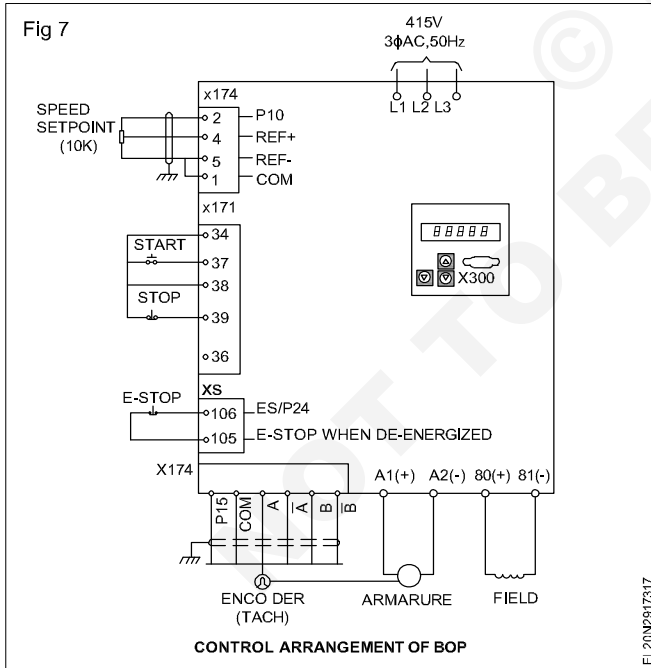 Fig 7
415V
3ϕAC,50Hz
L1 L2 L3
x174
SPEED
SETPOINT
(10K)
2 P10
4 REF+
5 REF-
1 COM
x171
34
START
37
38
STOP
39
36
88888
X300
XS
E-STOP
106 ES/P24
105 E-STOP WHEN DE-ENERGIZED
X174
P15
COM
A
A̅
B
B̅
A1(+) A2(-) 80(+) 81(-)
ENCO DER
(TACH)
ARMARURE
FIELD
CONTROL ARRANGEMENT OF BOP
EL20N2917317
©
NOT TO BE